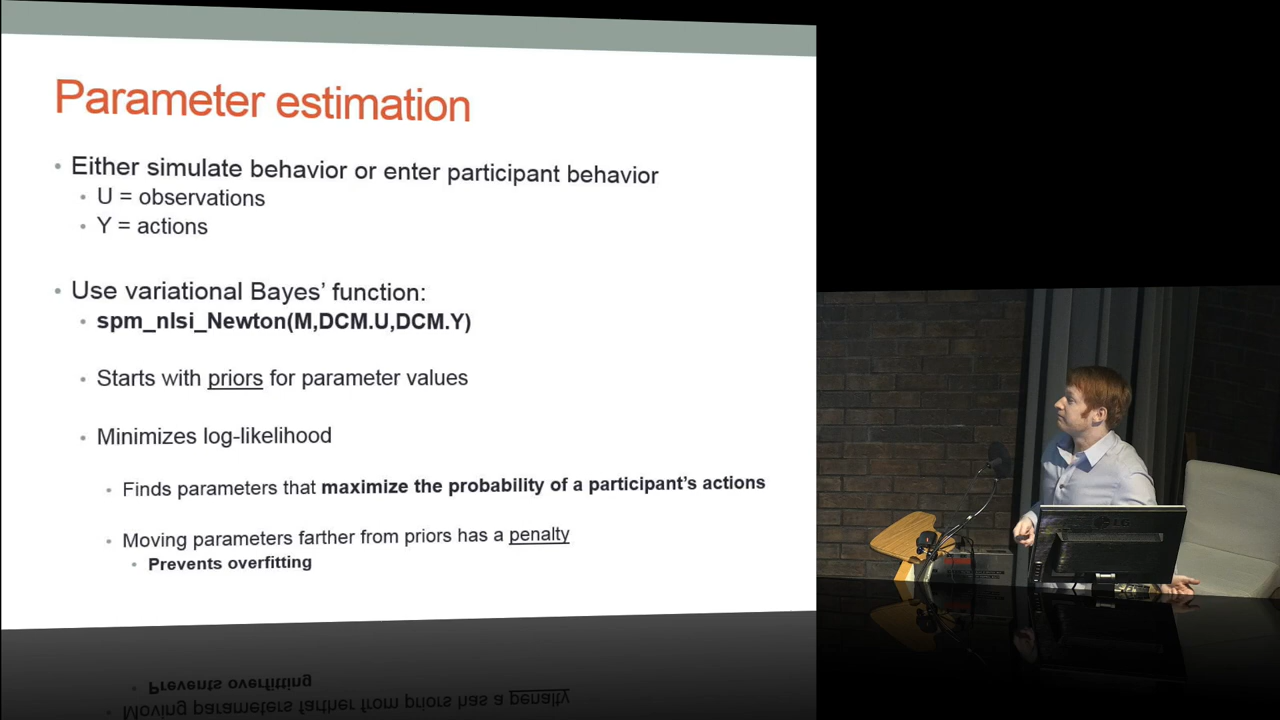 Parameter estimation
• Either simulate behavior or enter participant behavior
• U = observations
• Y = actions
• Use variational Bayes’ function:
• spm_nlsi_Newton(M,DCM.U,DCM.Y)
• Starts with priors for parameter values
• Minimizes log-likelihood
• Finds parameters that maximize the probability of a participant’s actions
• Moving parameters farther from priors has a penalty
• Prevents overfitting
LG